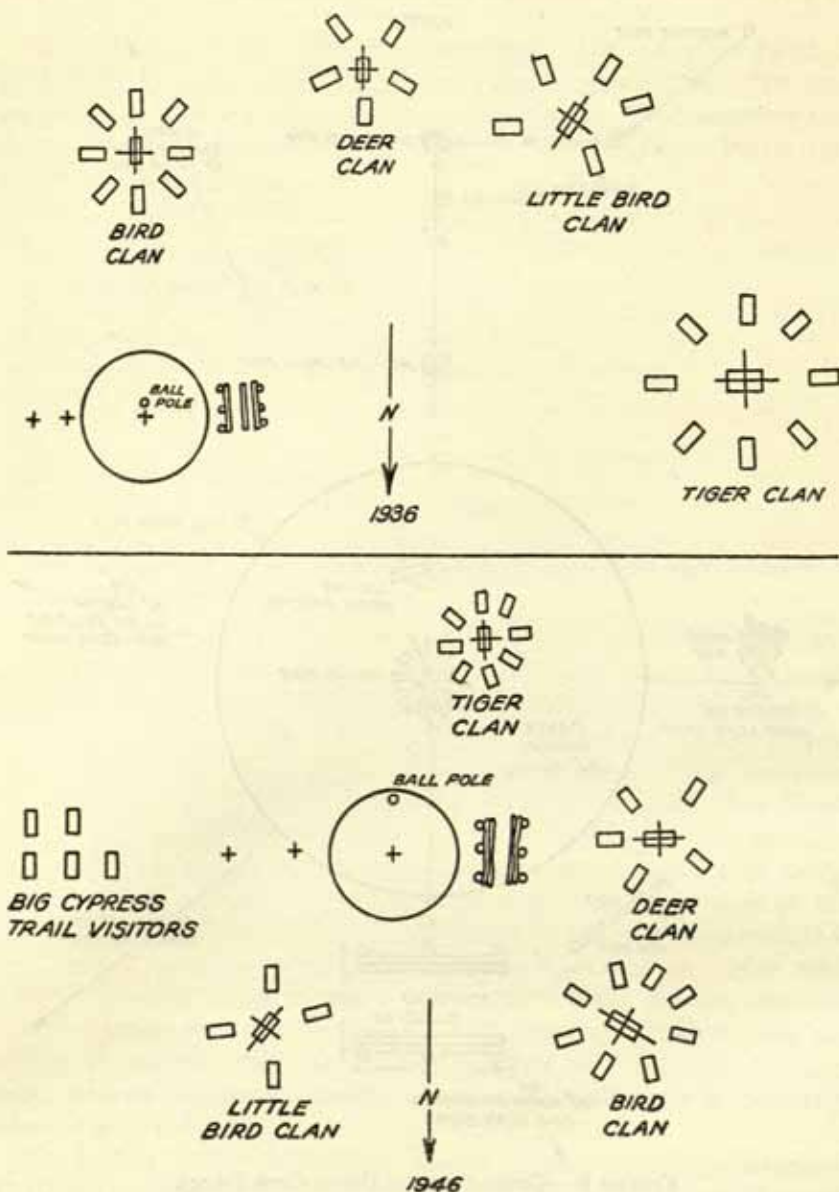 DEER
CLAN
BIRD
CLAN
LITTLE BIRD
CLAN
BALL
POLE
N
1936
TIGER CLAN
TIGER
CLAN
BALL POLE
BIG CYPRESS
TRAIL VISITORS
DEER
CLAN
LITTLE
BIRD CLAN
N
1946
BIRD
CLAN